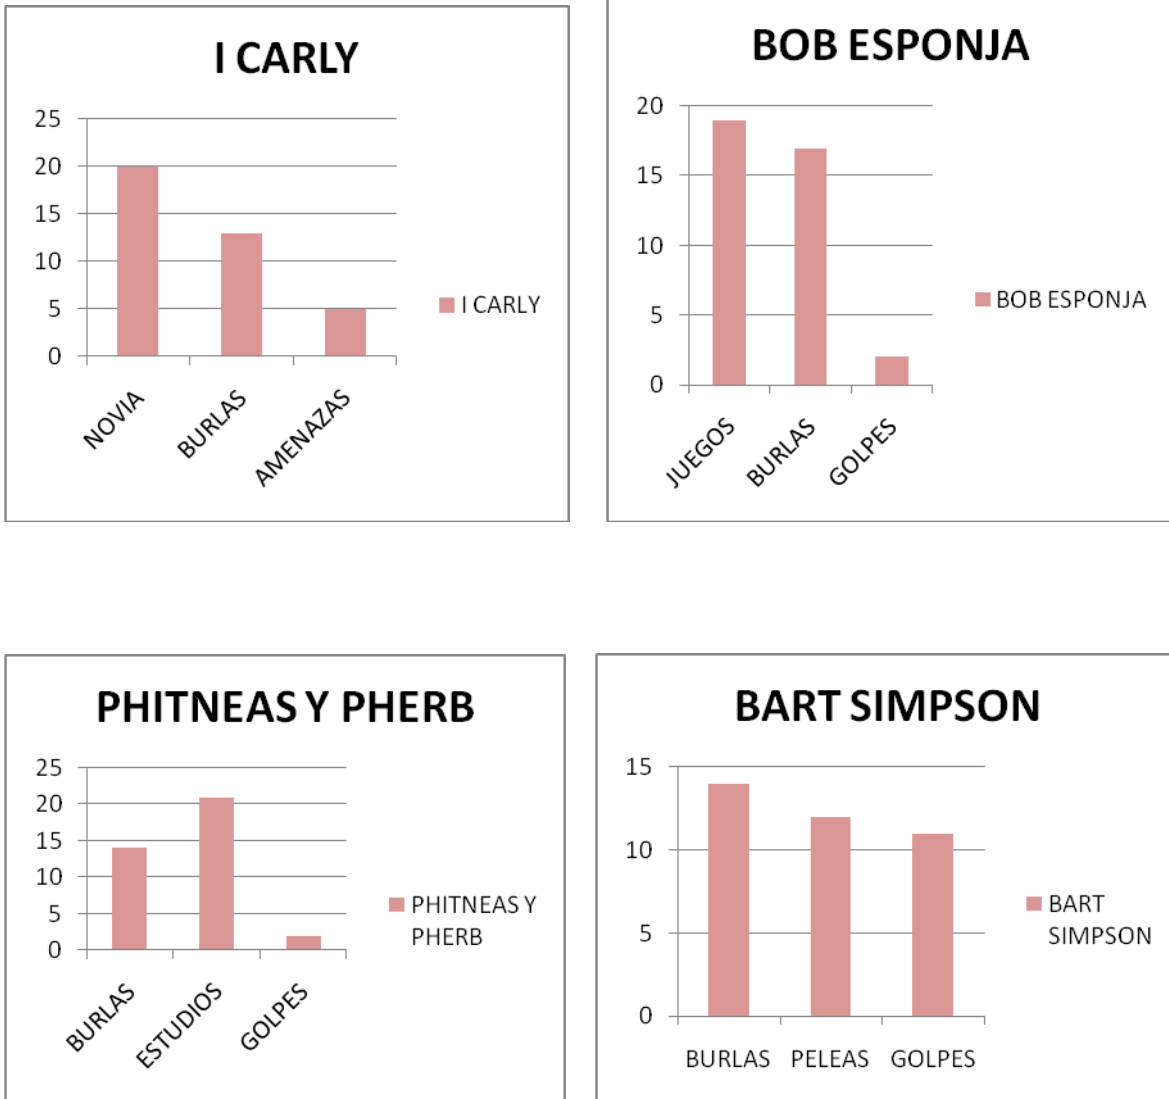 I CARLY
25
20
15
10
5
0
NOVIA
BURLAS
AMENAZAS
I CARLY
BOB ESPONJA
20
15
10
5
0
JUEGOS
BURLAS
GOLPES
BOB ESPONJA
PHITNEAS Y PHERB
25
20
15
10
5
0
BURLAS
ESTUDIOS
GOLPES
PHITNEAS Y
PHERB
BART SIMPSON
15
10
5
0
BURLAS PELEAS GOLPES
BART
SIMPSON